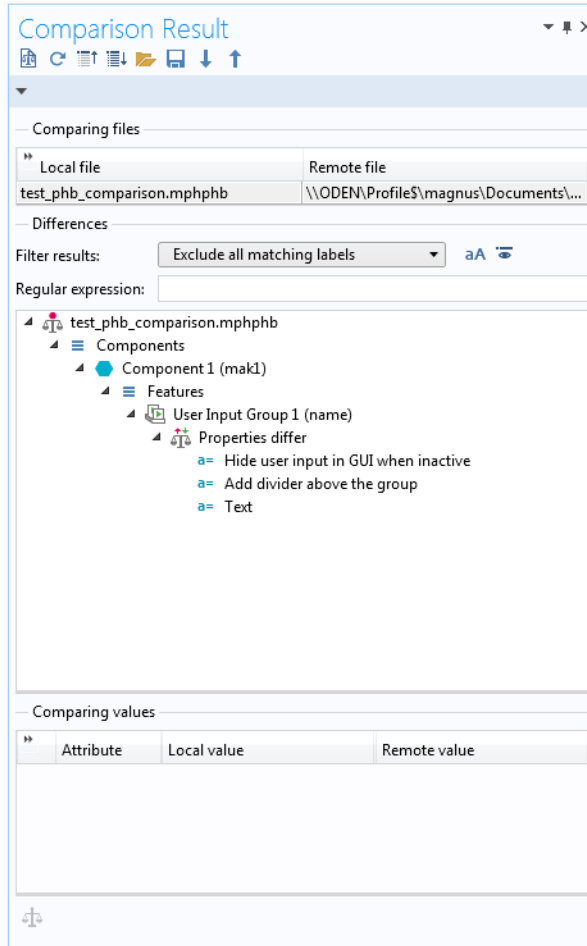 Comparison Result
Comparing files
Local file Remote file
test_phb_comparison.mphphb \\ODEN\Profile$\magnus\Documents\...
Differences
Filter results: Exclude all matching labels aA
Regular expression:
test_phb_comparison.mphphb
Components
Component 1 (mak1)
Features
User Input Group 1 (name)
Properties differ
a= Hide user input in GUI when inactive
a= Add divider above the group
a= Text
Comparing values
Attribute Local value Remote value